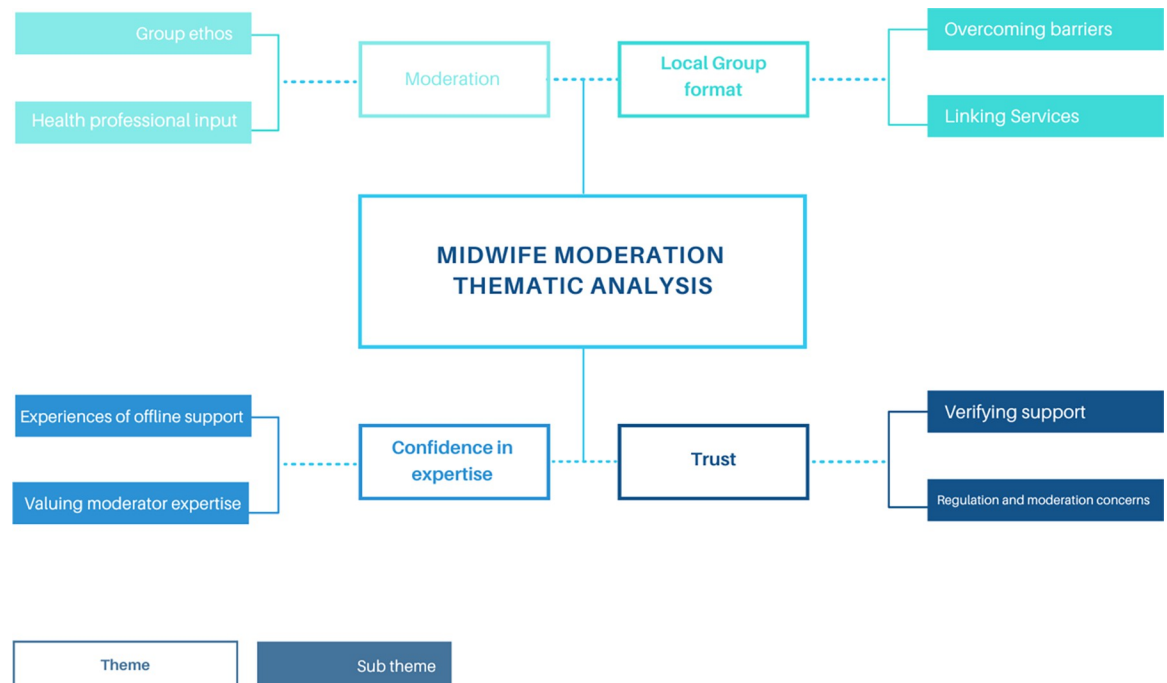 Group ethos
Health professional input
Moderation
Local Group
format
Overcoming barriers
Linking Services
MIDWIFE MODERATION
THEMATIC ANALYSIS
Experiences of offline support
Valuing moderator expertise
Confidence in
expertise
Trust
Verifying support
Regulation and moderation concerns
Theme
Sub theme